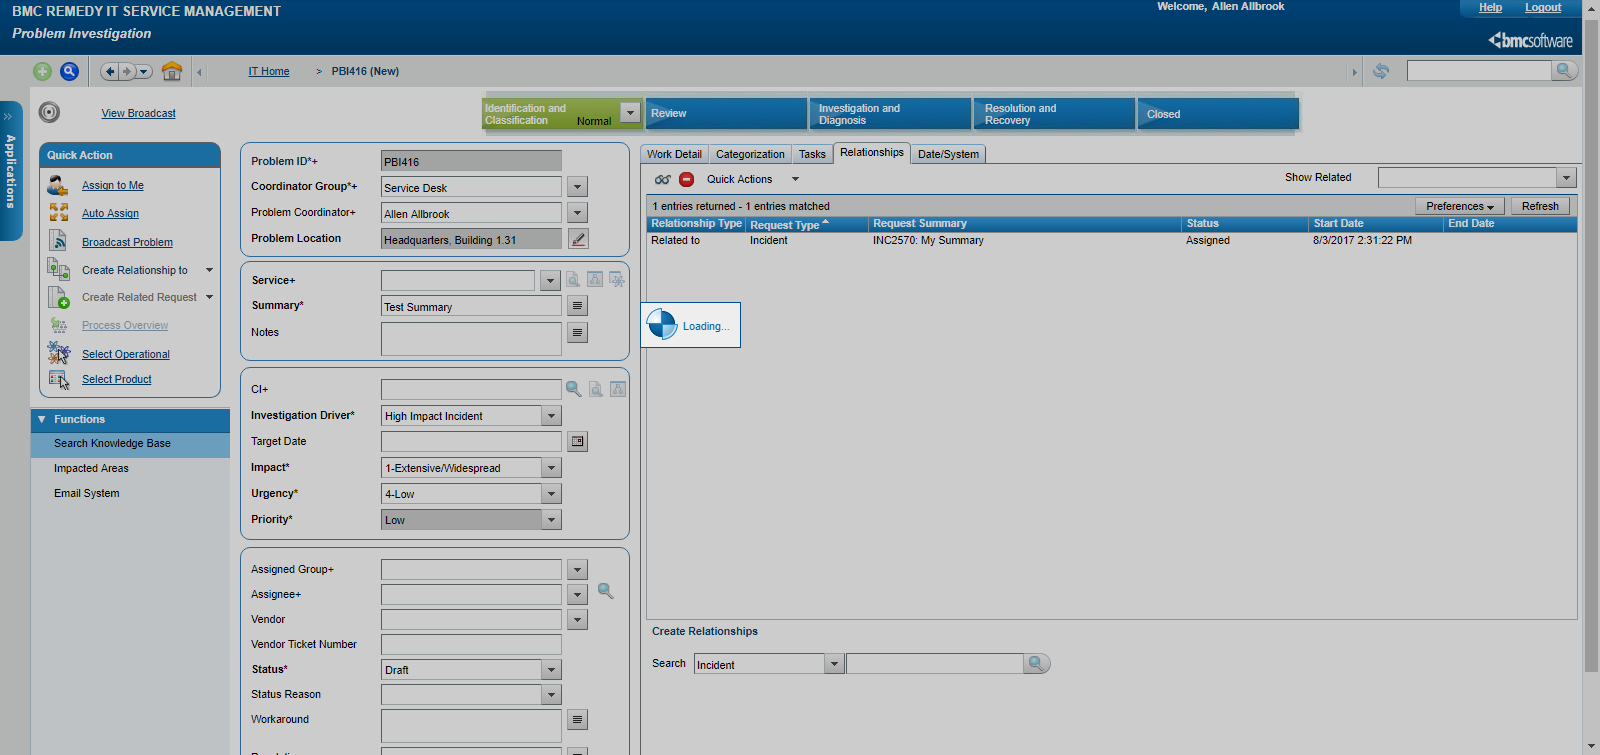 BMC REMEDY IT SERVICE MANAGEMENT
Welcome, Allen Allbrook
Help
Logout
Problem Investigation
bmcsoftware
IT Home > PBI416 (New)
Applications
View Broadcast
Identification and
Classification Normal
Review
Investigation and
Diagnosis
Resolution and
Recovery
Closed
Quick Action
Assign to Me
Auto Assign
Broadcast Problem
Create Relationship to
Create Related Request
Process Overview
Select Operational
Select Product
Functions
Search Knowledge Base
Impacted Areas
Email System
Problem ID*+ PBI416
Coordinator Group*+ Service Desk
Problem Coordinator+ Allen Allbrook
Problem Location Headquarters, Building 1.31
Service+
Summary* Test Summary
Notes
CI+
Investigation Driver* High Impact Incident
Target Date
Impact* 1-Extensive/Widespread
Urgency* 4-Low
Priority* Low
Assigned Group+
Assignee+
Vendor
Vendor Ticket Number
Status* Draft
Status Reason
Workaround
Work Detail Categorization Tasks Relationships Date/System
Quick Actions
Show Related
1 entries returned - 1 entries matched
Preferences Refresh
Relationship Type Request Type Request Summary Status Start Date End Date
Related to Incident INC2570: My Summary Assigned 8/3/2017 2:31:22 PM
Loading...
Create Relationships
Search Incident